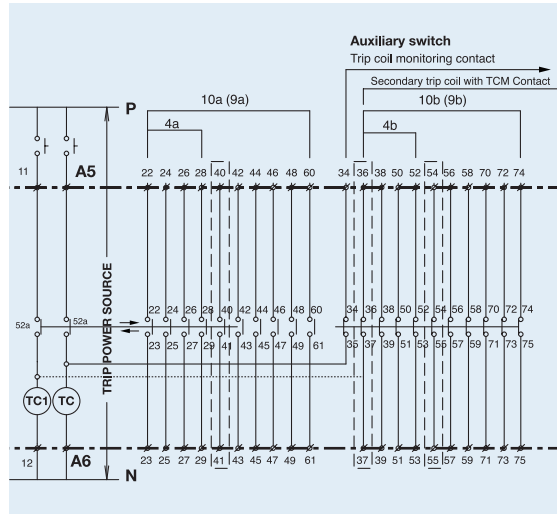 Auxiliary switch
Trip coil monitoring contact
Secondary trip coil with TCM Contact
P 10a (9a) 10b (9b)
4a 4b
11 A5 22 24 26 28 40 42 44 46 48 60 34 36 38 50 52 54 56 58 70 72 74
TRIP POWER SOURCE
22 24 26 28 40 42 44 46 48 60 34 36 38 50 52 54 56 58 70 72 74
52a 52a
23 25 27 29 41 43 45 47 49 61 35 37 39 51 53 55 57 59 71 73 75
TC1 TC
12 A6 23 25 27 29 41 43 45 47 49 61 37 39 51 53 55 57 59 71 73 75
N